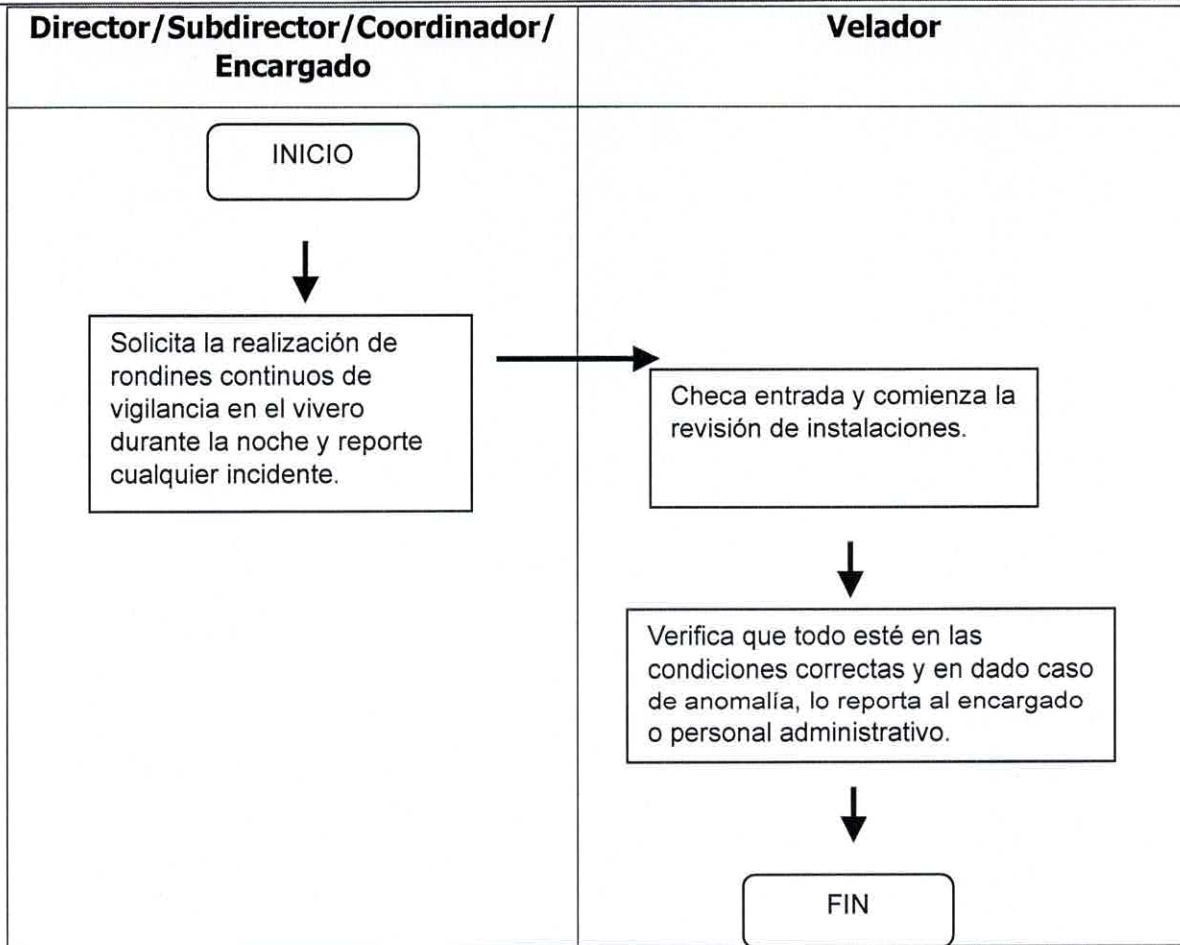 Director/Subdirector/Coordinador/
Encargado
Velador
INICIO
Solicita la realización de
rondines continuos de
vigilancia en el vivero
durante la noche y reporte
cualquier incidente.
Checa entrada y comienza la
revisión de instalaciones.
Verifica que todo esté en las
condiciones correctas y en dado caso
de anomalía, lo reporta al encargado
o personal administrativo.
FIN